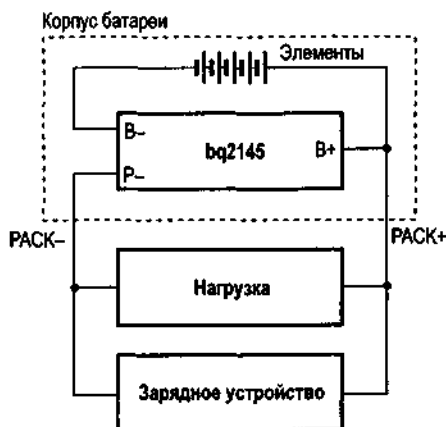 Корпус батареи
Элементы
B–
bq2145
B+
P–
PACK–
PACK+
Нагрузка
Зарядное устройство